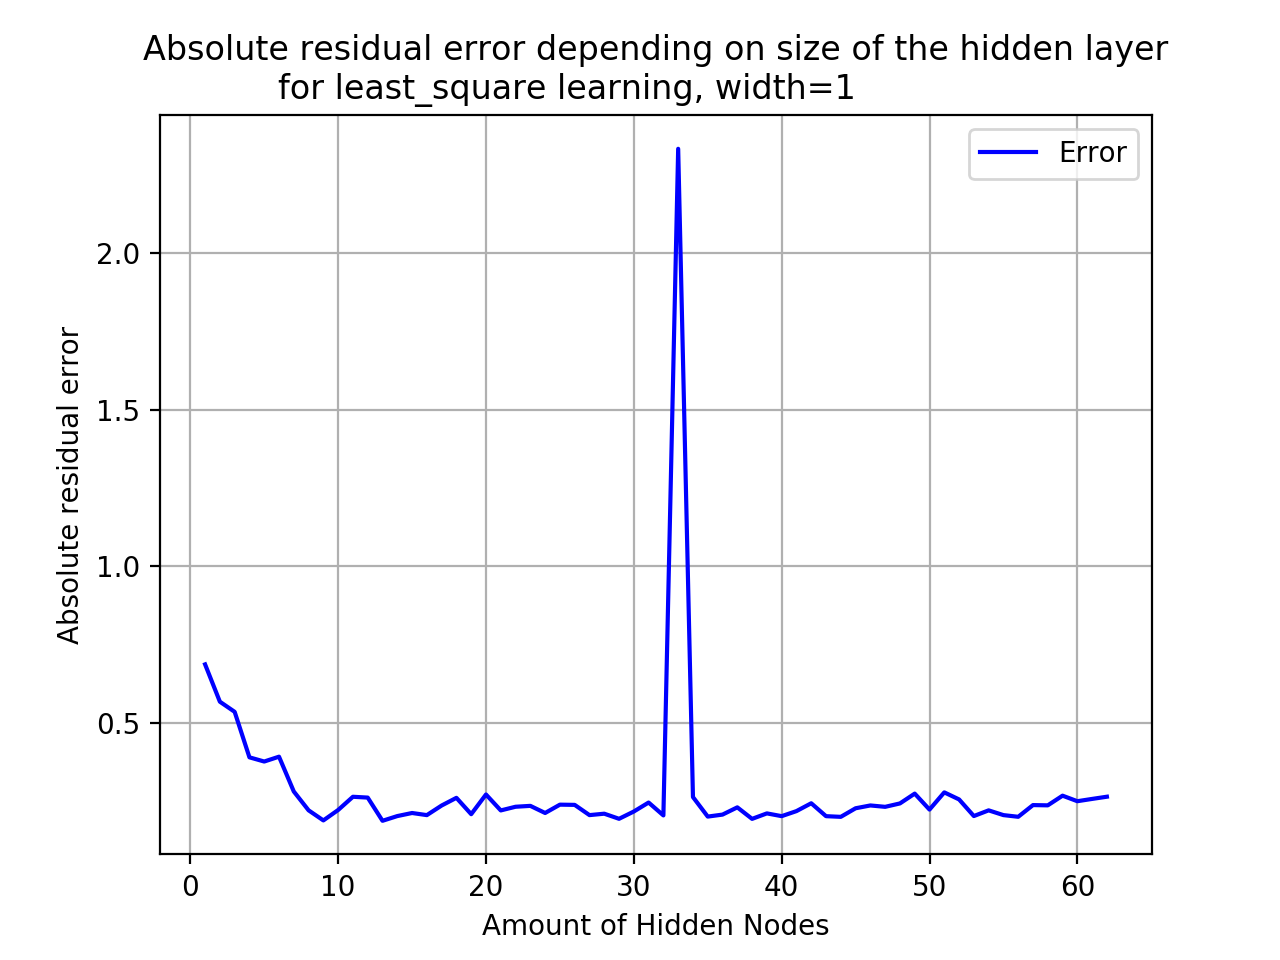 Absolute residual error depending on size of the hidden layer
for least_square learning, width=1
Error
2.0
1.5
1.0
0.5
Absolute residual error
0 10 20 30 40 50 60
Amount of Hidden Nodes